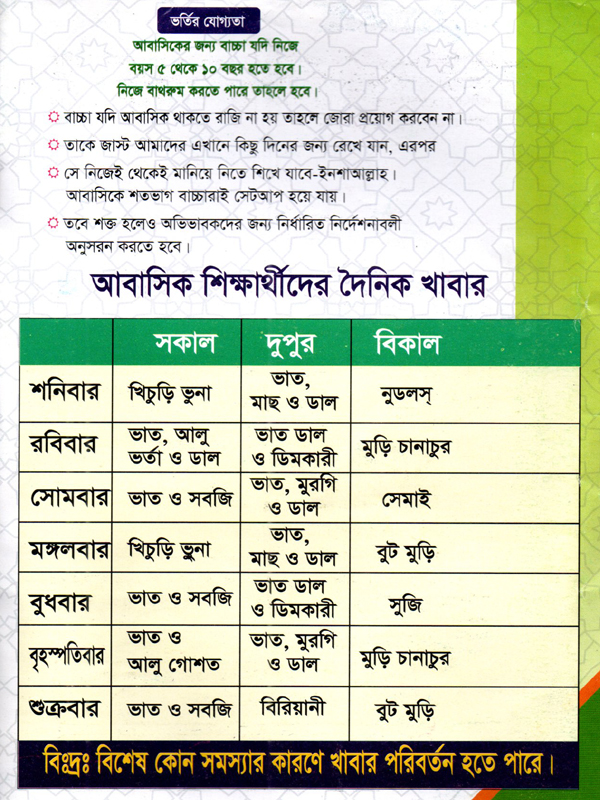 ভর্তির যোগ্যতা
আবাসিকের জন্য বাচ্চা যদি নিজে
বয়স ৫ থেকে ১০ বছর হতে হবে।
নিজে বাথরুম করতে পারে তাহলে হবে।
বাচ্চা যদি আবাসিক থাকতে রাজি না হয় তাহলে জোরা প্রয়োগ করবেন না।
তাকে জাস্ট আমাদের এখানে কিছু দিনের জন্য রেখে যান, এরপর
সে নিজেই থেকেই মানিয়ে নিতে শিখে যাবে-ইনশাআল্লাহ।
আবাসিকে শতভাগ বাচ্চারাই সেটআপ হয়ে যায়।
তবে শক্ত হলেও অভিভাবকদের জন্য নির্ধারিত নির্দেশনাবলী
অনুসরন করতে হবে।
আবাসিক শিক্ষার্থীদের দৈনিক খাবার
সকাল দুপুর বিকাল
শনিবার খিচুড়ি ভুনা ভাত, মাছ ও ডাল নুডলস্
রবিবার ভাত, আলু ভর্তা ও ডাল ভাত ডাল ও ডিমকারী মুড়ি চানাচুর
সোমবার ভাত ও সবজি ভাত, মুরগি ও ডাল সেমাই
মঙ্গলবার খিচুড়ি ভুনা ভাত, মাছ ও ডাল বুট মুড়ি
বুধবার ভাত ও সবজি ভাত ডাল ও ডিমকারী সুজি
বৃহস্পতিবার ভাত ও আলু গোশত ভাত, মুরগি ও ডাল মুড়ি চানাচুর
শুক্রবার ভাত ও সবজি বিরিয়ানী বুট মুড়ি
বিঃদ্রঃ বিশেষ কোন সমস্যার কারণে খাবার পরিবর্তন হতে পারে।